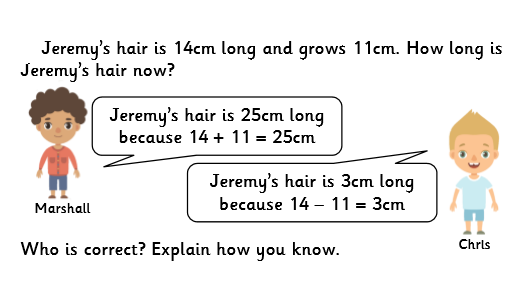 Jeremy's hair is 14cm long and grows 11cm. How long is
Jeremy's hair now?
Jeremy's hair is 25cm long
because 14 + 11 = 25cm
Marshall
Jeremy's hair is 3cm long
because 14 – 11 = 3cm
Chris
Who is correct? Explain how you know.